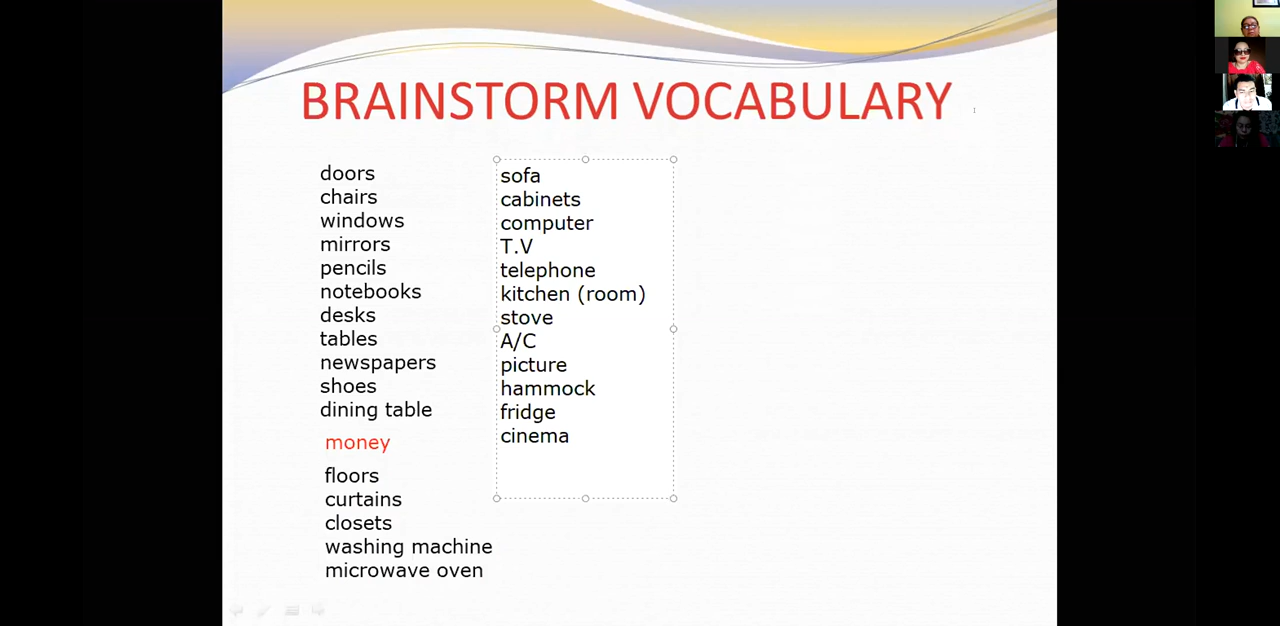 BRAINSTORM VOCABULARY
doors
chairs
windows
mirrors
pencils
notebooks
desks
tables
newspapers
shoes
dining table
money
floors
curtains
closets
washing machine
microwave oven
sofa
cabinets
computer
T.V
telephone
kitchen (room)
stove
A/C
picture
hammock
fridge
cinema